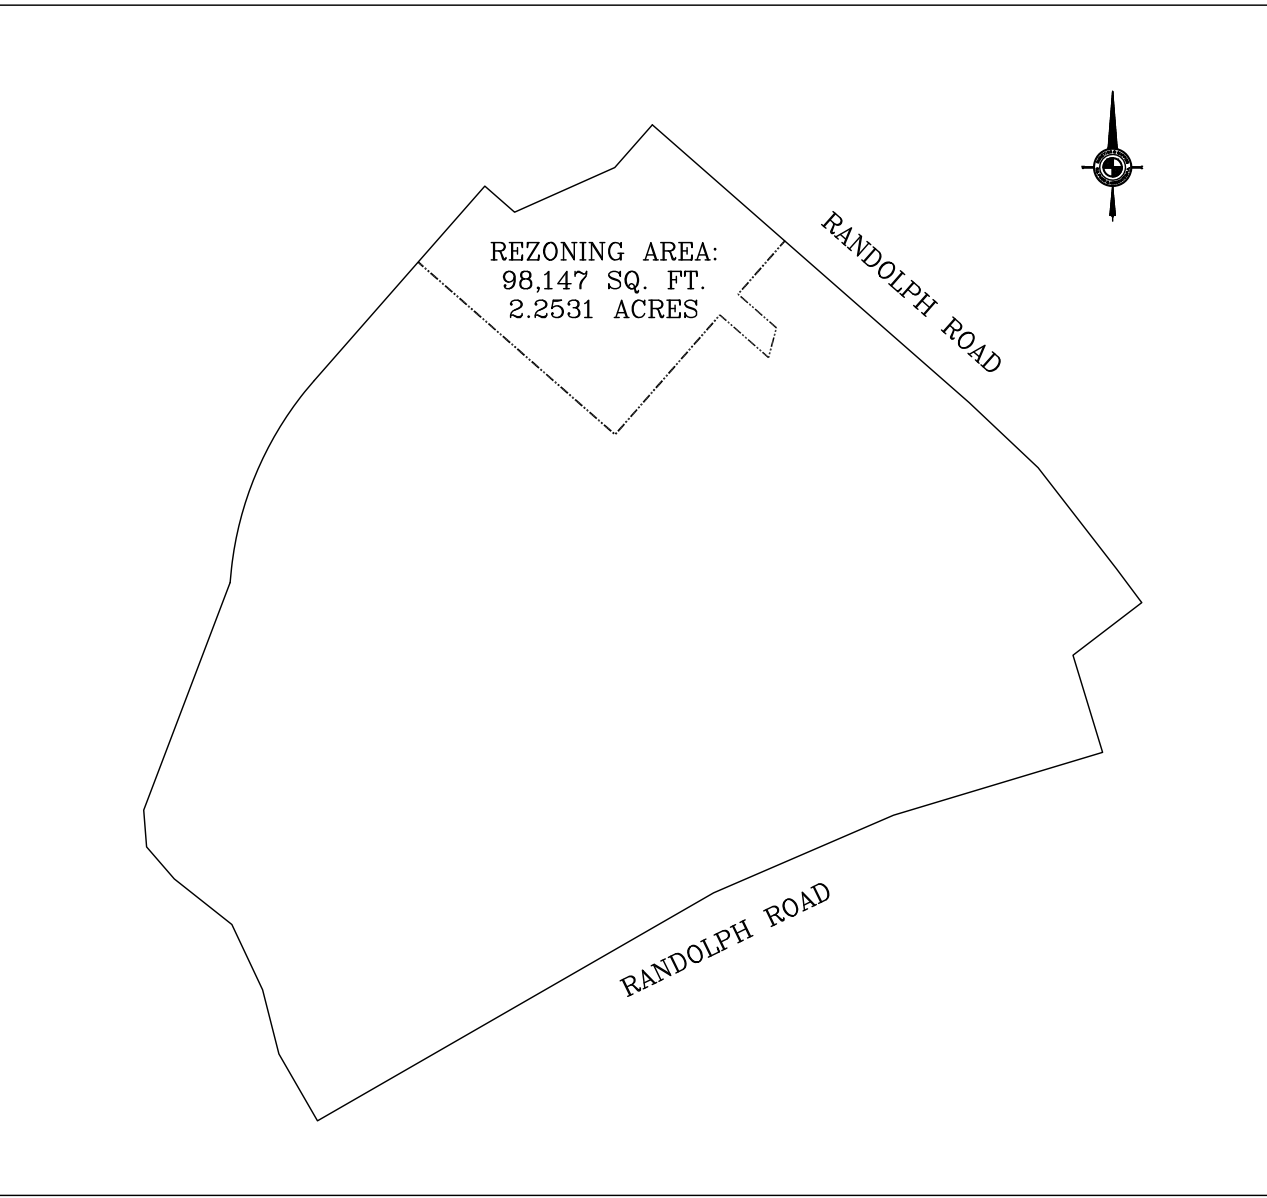 RANDOLPH ROAD
REZONING AREA:
98,147 SQ. FT.
2.2531 ACRES
RANDOLPH ROAD